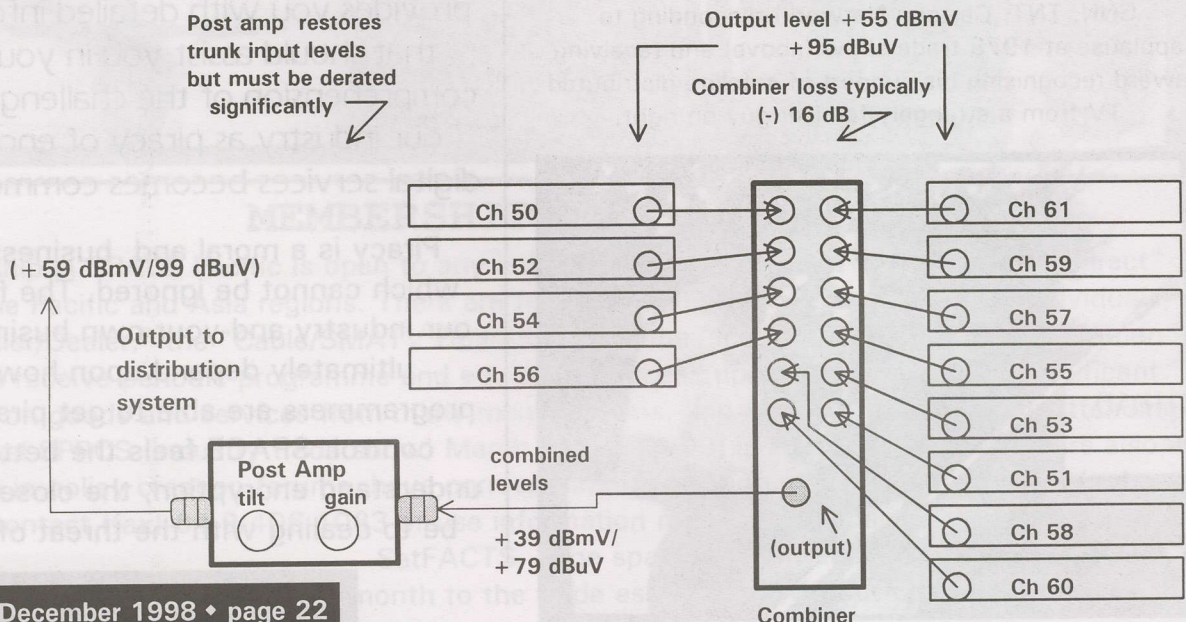 Post amp restores
trunk input levels
but must be derated
significantly
Output level + 55 dBmV/
+ 95 dBuV
Combiner loss typically
(-) 16 dB
Ch 50
Ch 52
Ch 54
Ch 56
Ch 61
Ch 59
Ch 57
Ch 55
Ch 53
Ch 51
Ch 58
Ch 60
(+ 59 dBmV/99 dBuV)
Output to
distribution
system
Post Amp
tilt gain
combined
levels
+ 39 dBmV/
+ 79 dBuV
(output)
Combiner
December 1998 • page 22